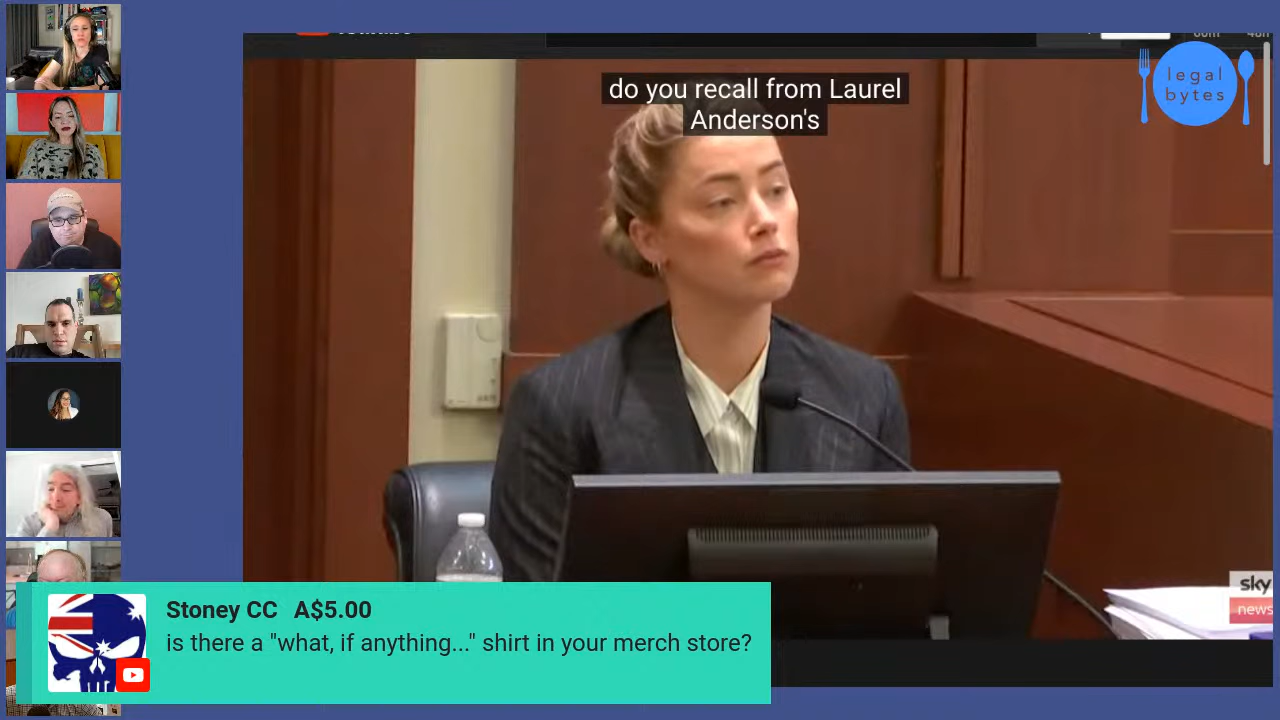 do you recall from Laurel
Anderson's
legal
bytes
sky
news
Stoney CC A$5.00
is there a "what, if anything..." shirt in your merch store?